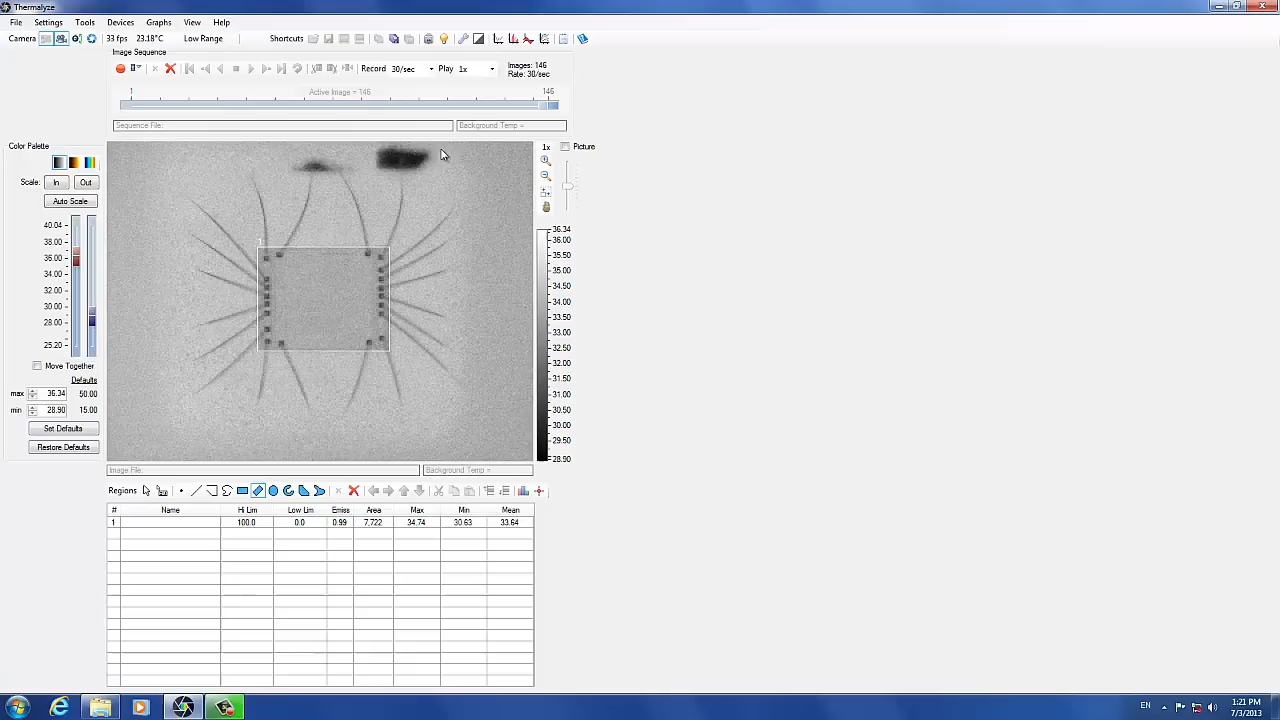 Thermalyze
File Settings Tools Devices Graphs View Help
Camera 33 fps 23.18°C Low Range Shortcuts
Image Sequence
Record 30/sec Play 1x
Images: 146
Rate: 30/sec
1 Active Image = 146 146
Sequence File: Background Temp =
Color Palette
Scale: In Out
Auto Scale
40.04
38.00
36.00
34.00
32.00
30.00
28.00
25.20
Move Together
Defaults
max 36.34 50.00
min 28.90 15.00
Set Defaults
Restore Defaults
1
1x Picture
36.34
36.00
35.50
35.00
34.50
34.00
33.50
33.00
32.50
32.00
31.50
31.00
30.50
30.00
29.50
28.90
Image File: Background Temp =
Regions
# Name Hi Lim Low Lim Emiss Area Max Min Mean
1 100.0 0.0 0.99 7,722 34.74 30.63 33.64
EN 1:21 PM
7/3/2013